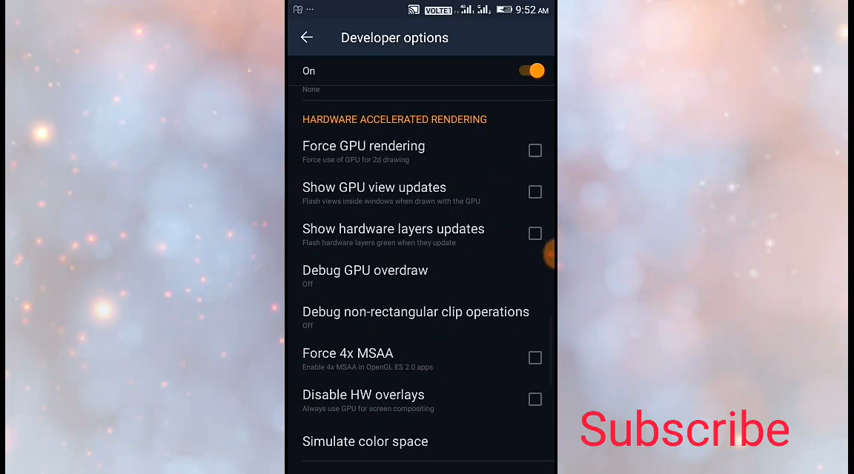 VOLTE1 9:52 AM
Developer options
On
None
HARDWARE ACCELERATED RENDERING
Force GPU rendering
Force use of GPU for 2d drawing
Show GPU view updates
Flash views inside windows when drawn with the GPU
Show hardware layers updates
Flash hardware layers green when they update
Debug GPU overdraw
Off
Debug non-rectangular clip operations
Off
Force 4x MSAA
Enable 4x MSAA in OpenGL ES 2.0 apps
Disable HW overlays
Always use GPU for screen compositing
Subscribe
Simulate color space